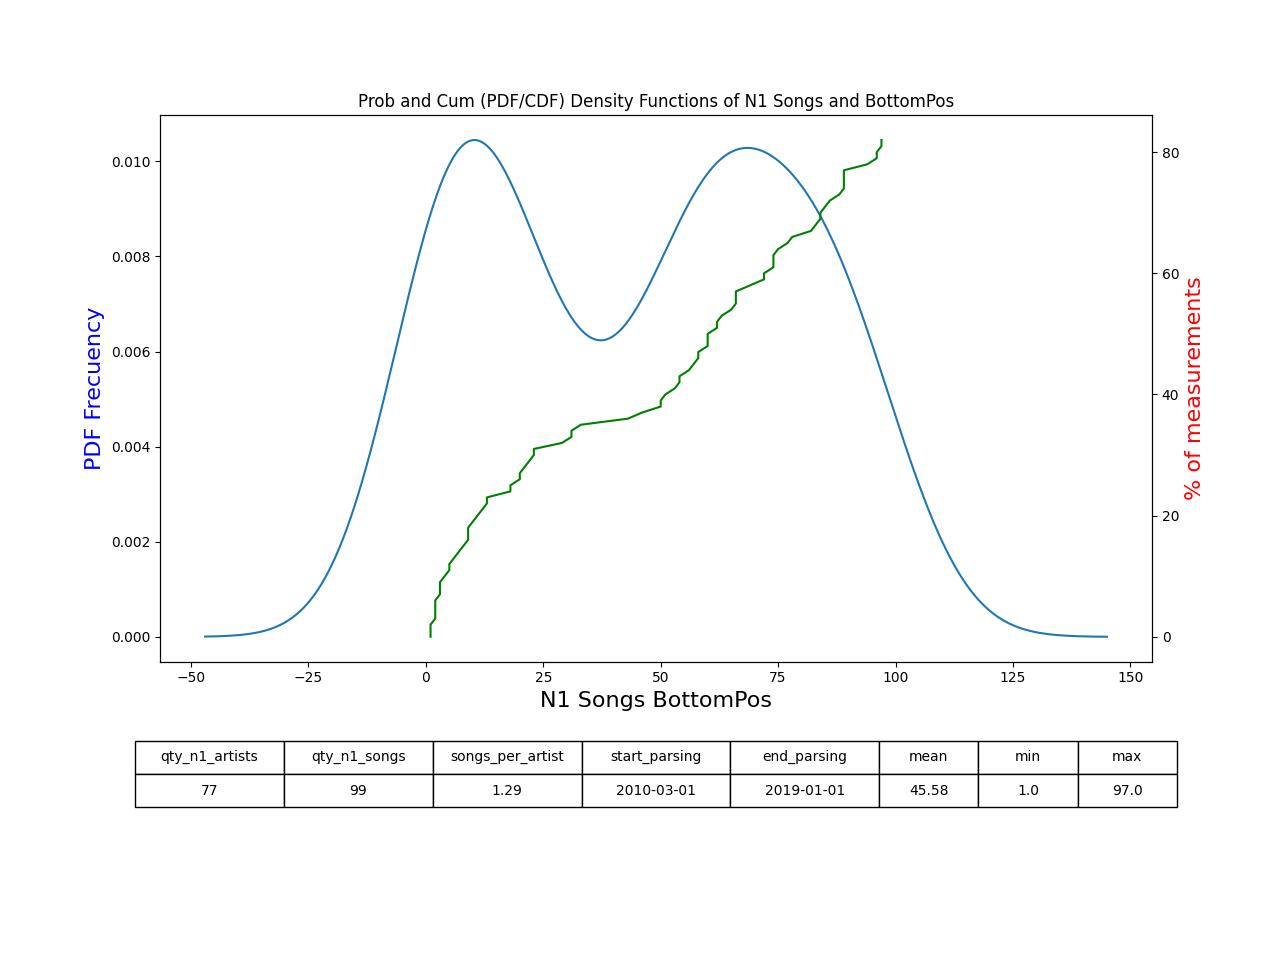 Prob and Cum (PDF/CDF) Density Functions of N1 Songs and BottomPos
PDF Frecuency
0.010
0.008
0.006
0.004
0.002
0.000
80
60
40
20
0
% of measurements
−50 −25 0 25 50 75 100 125 150
N1 Songs BottomPos
qty_n1_artists qty_n1_songs songs_per_artist start_parsing end_parsing mean min max
77 99 1.29 2010-03-01 2019-01-01 45.58 1.0 97.0